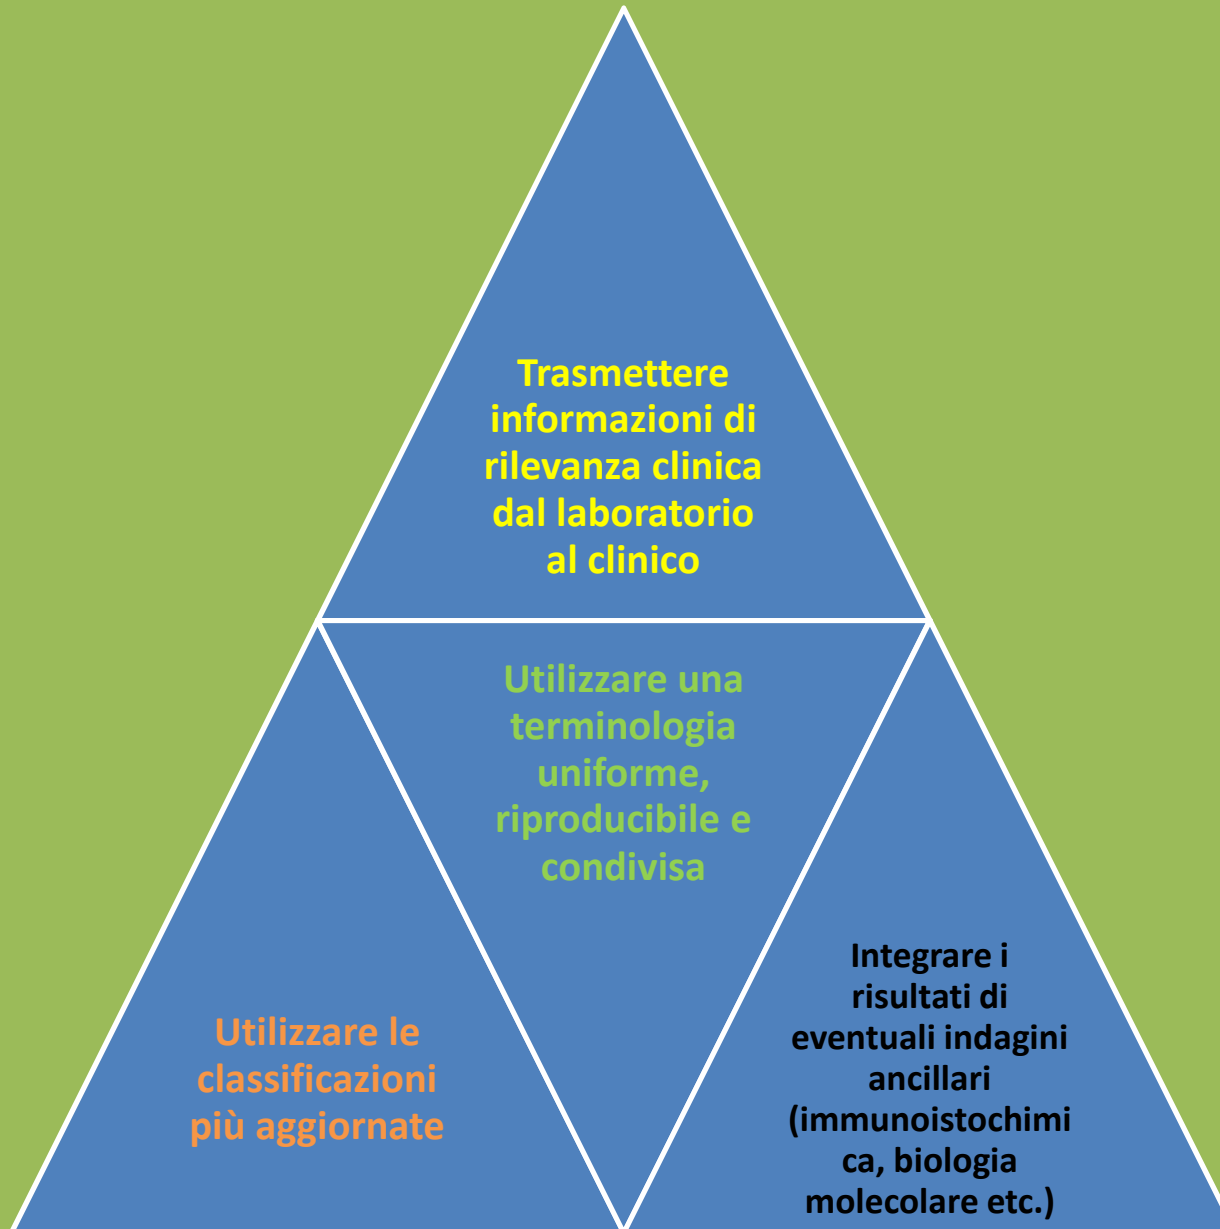 Trasmettere
informazioni di
rilevanza clinica
dal laboratorio
al clinico
Utilizzare una
terminologia
uniforme,
riproducibile e
condivisa
Utilizzare le
classificazioni
più aggiornate
Integrare i
risultati di
eventuali indagini
ancillari
(immunoistochimi
ca, biologia
molecolare etc.)